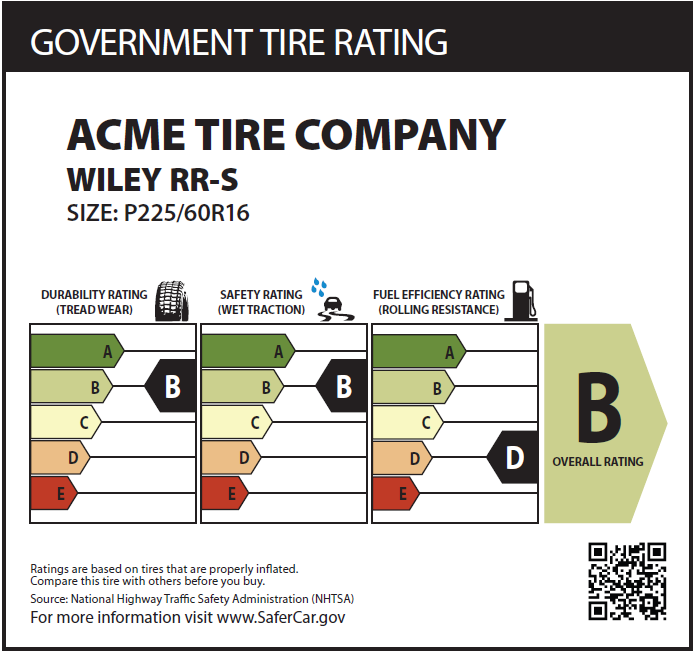 GOVERNMENT TIRE RATING
ACME TIRE COMPANY
WILEY RR-S
SIZE: P225/60R16
DURABILITY RATING
(TREAD WEAR)
A
B
B
C
D
E
SAFETY RATING
(WET TRACTION)
A
B
B
C
D
E
FUEL EFFICIENCY RATING
(ROLLING RESISTANCE)
A
B
C
D
D
E
B
OVERALL RATING
Ratings are based on tires that are properly inflated.
Compare this tire with others before you buy.
Source: National Highway Traffic Safety Administration (NHTSA)
For more information visit www.SaferCar.gov